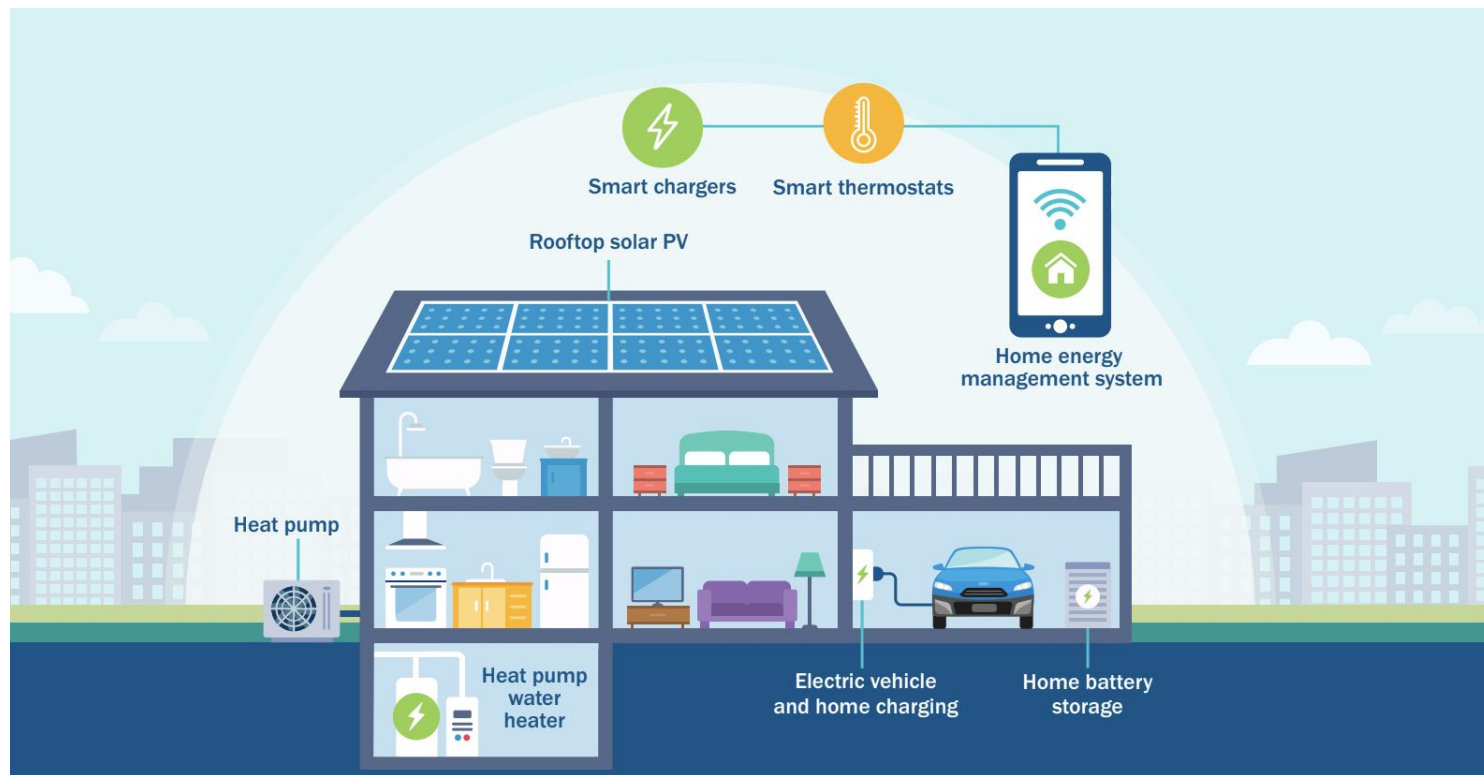 Smart chargers
Smart thermostats
Rooftop solar PV
Home energy
management system
Heat pump
Heat pump
water
heater
Electric vehicle
and home charging
Home battery
storage